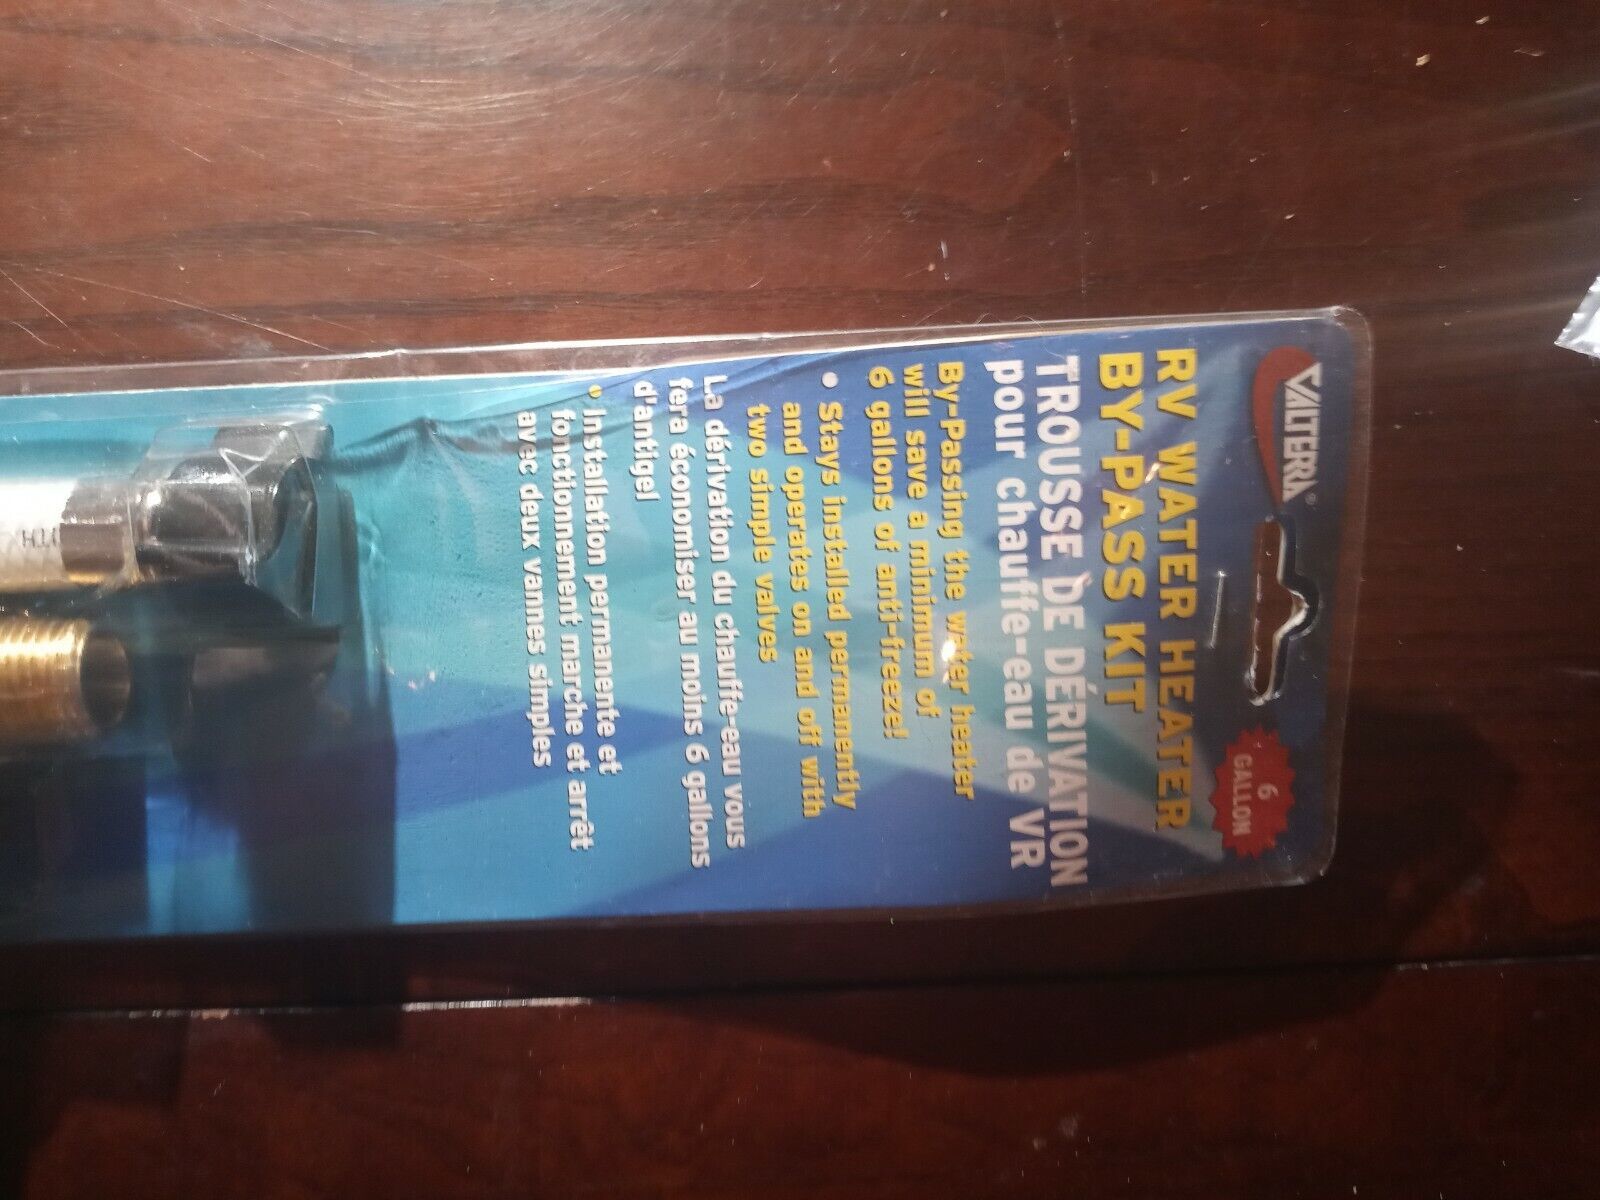 VALTERRA®
6
GALLON
RV WATER HEATER
BY-PASS KIT
TROUSSE DE DÉRIVATION
pour chauffe-eau de VR
By-Passing the water heater
will save a minimum of
6 gallons of anti-freeze!
• Stays installed permanently
and operates on and off with
two simple valves
La dérivation du chauffe-eau vous
fera économiser au moins 6 gallons
d'antigel
• Installation permanente et
fonctionnement marche et arrêt
avec deux vannes simples